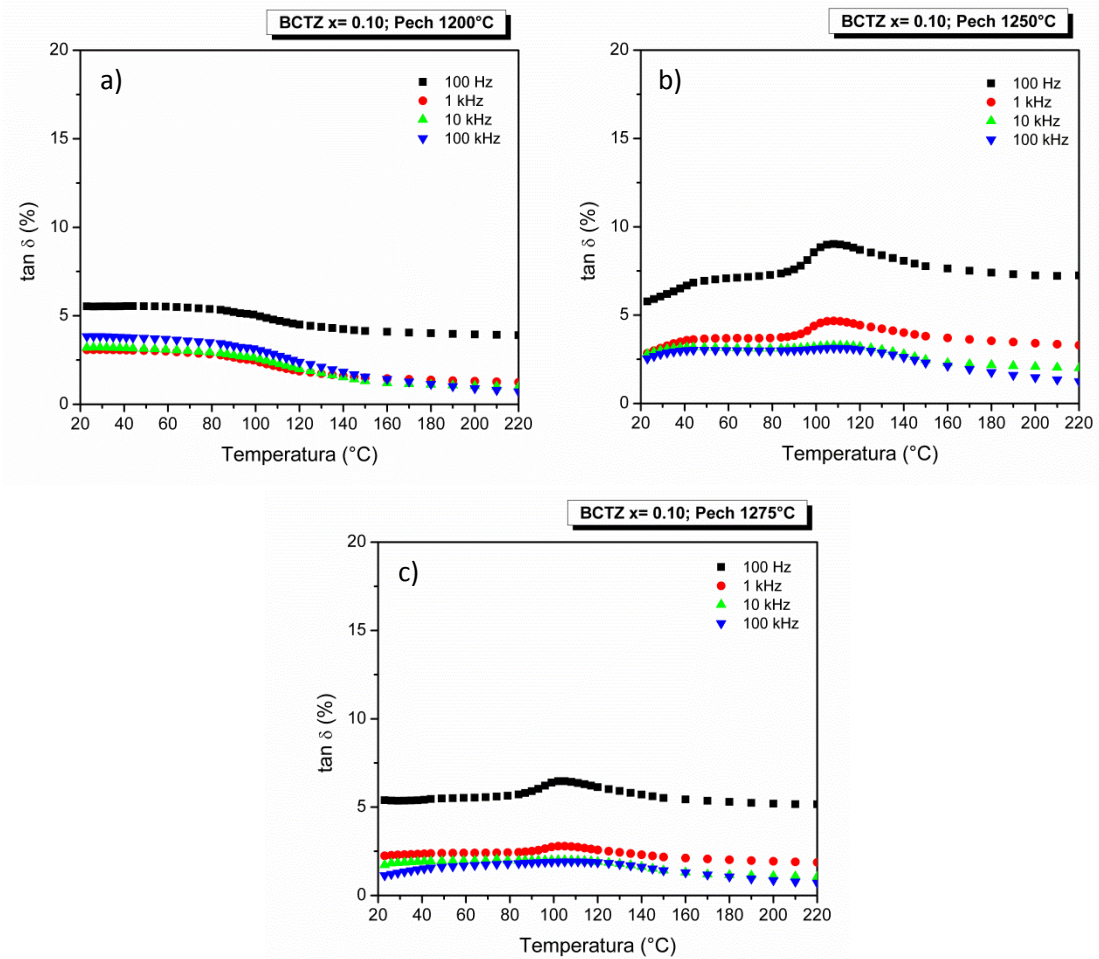 BCTZ x= 0.10; Pech 1200°C
a)
100 Hz
1 kHz
10 kHz
100 kHz
20
15
10
5
0
tan δ (%)
20 40 60 80 100 120 140 160 180 200 220
Temperatura (°C)
BCTZ x= 0.10; Pech 1250°C
b)
100 Hz
1 kHz
10 kHz
100 kHz
20
15
10
5
0
tan δ (%)
20 40 60 80 100 120 140 160 180 200 220
Temperatura (°C)
BCTZ x= 0.10; Pech 1275°C
c)
100 Hz
1 kHz
10 kHz
100 kHz
20
15
10
5
0
tan δ (%)
20 40 60 80 100 120 140 160 180 200 220
Temperatura (°C)